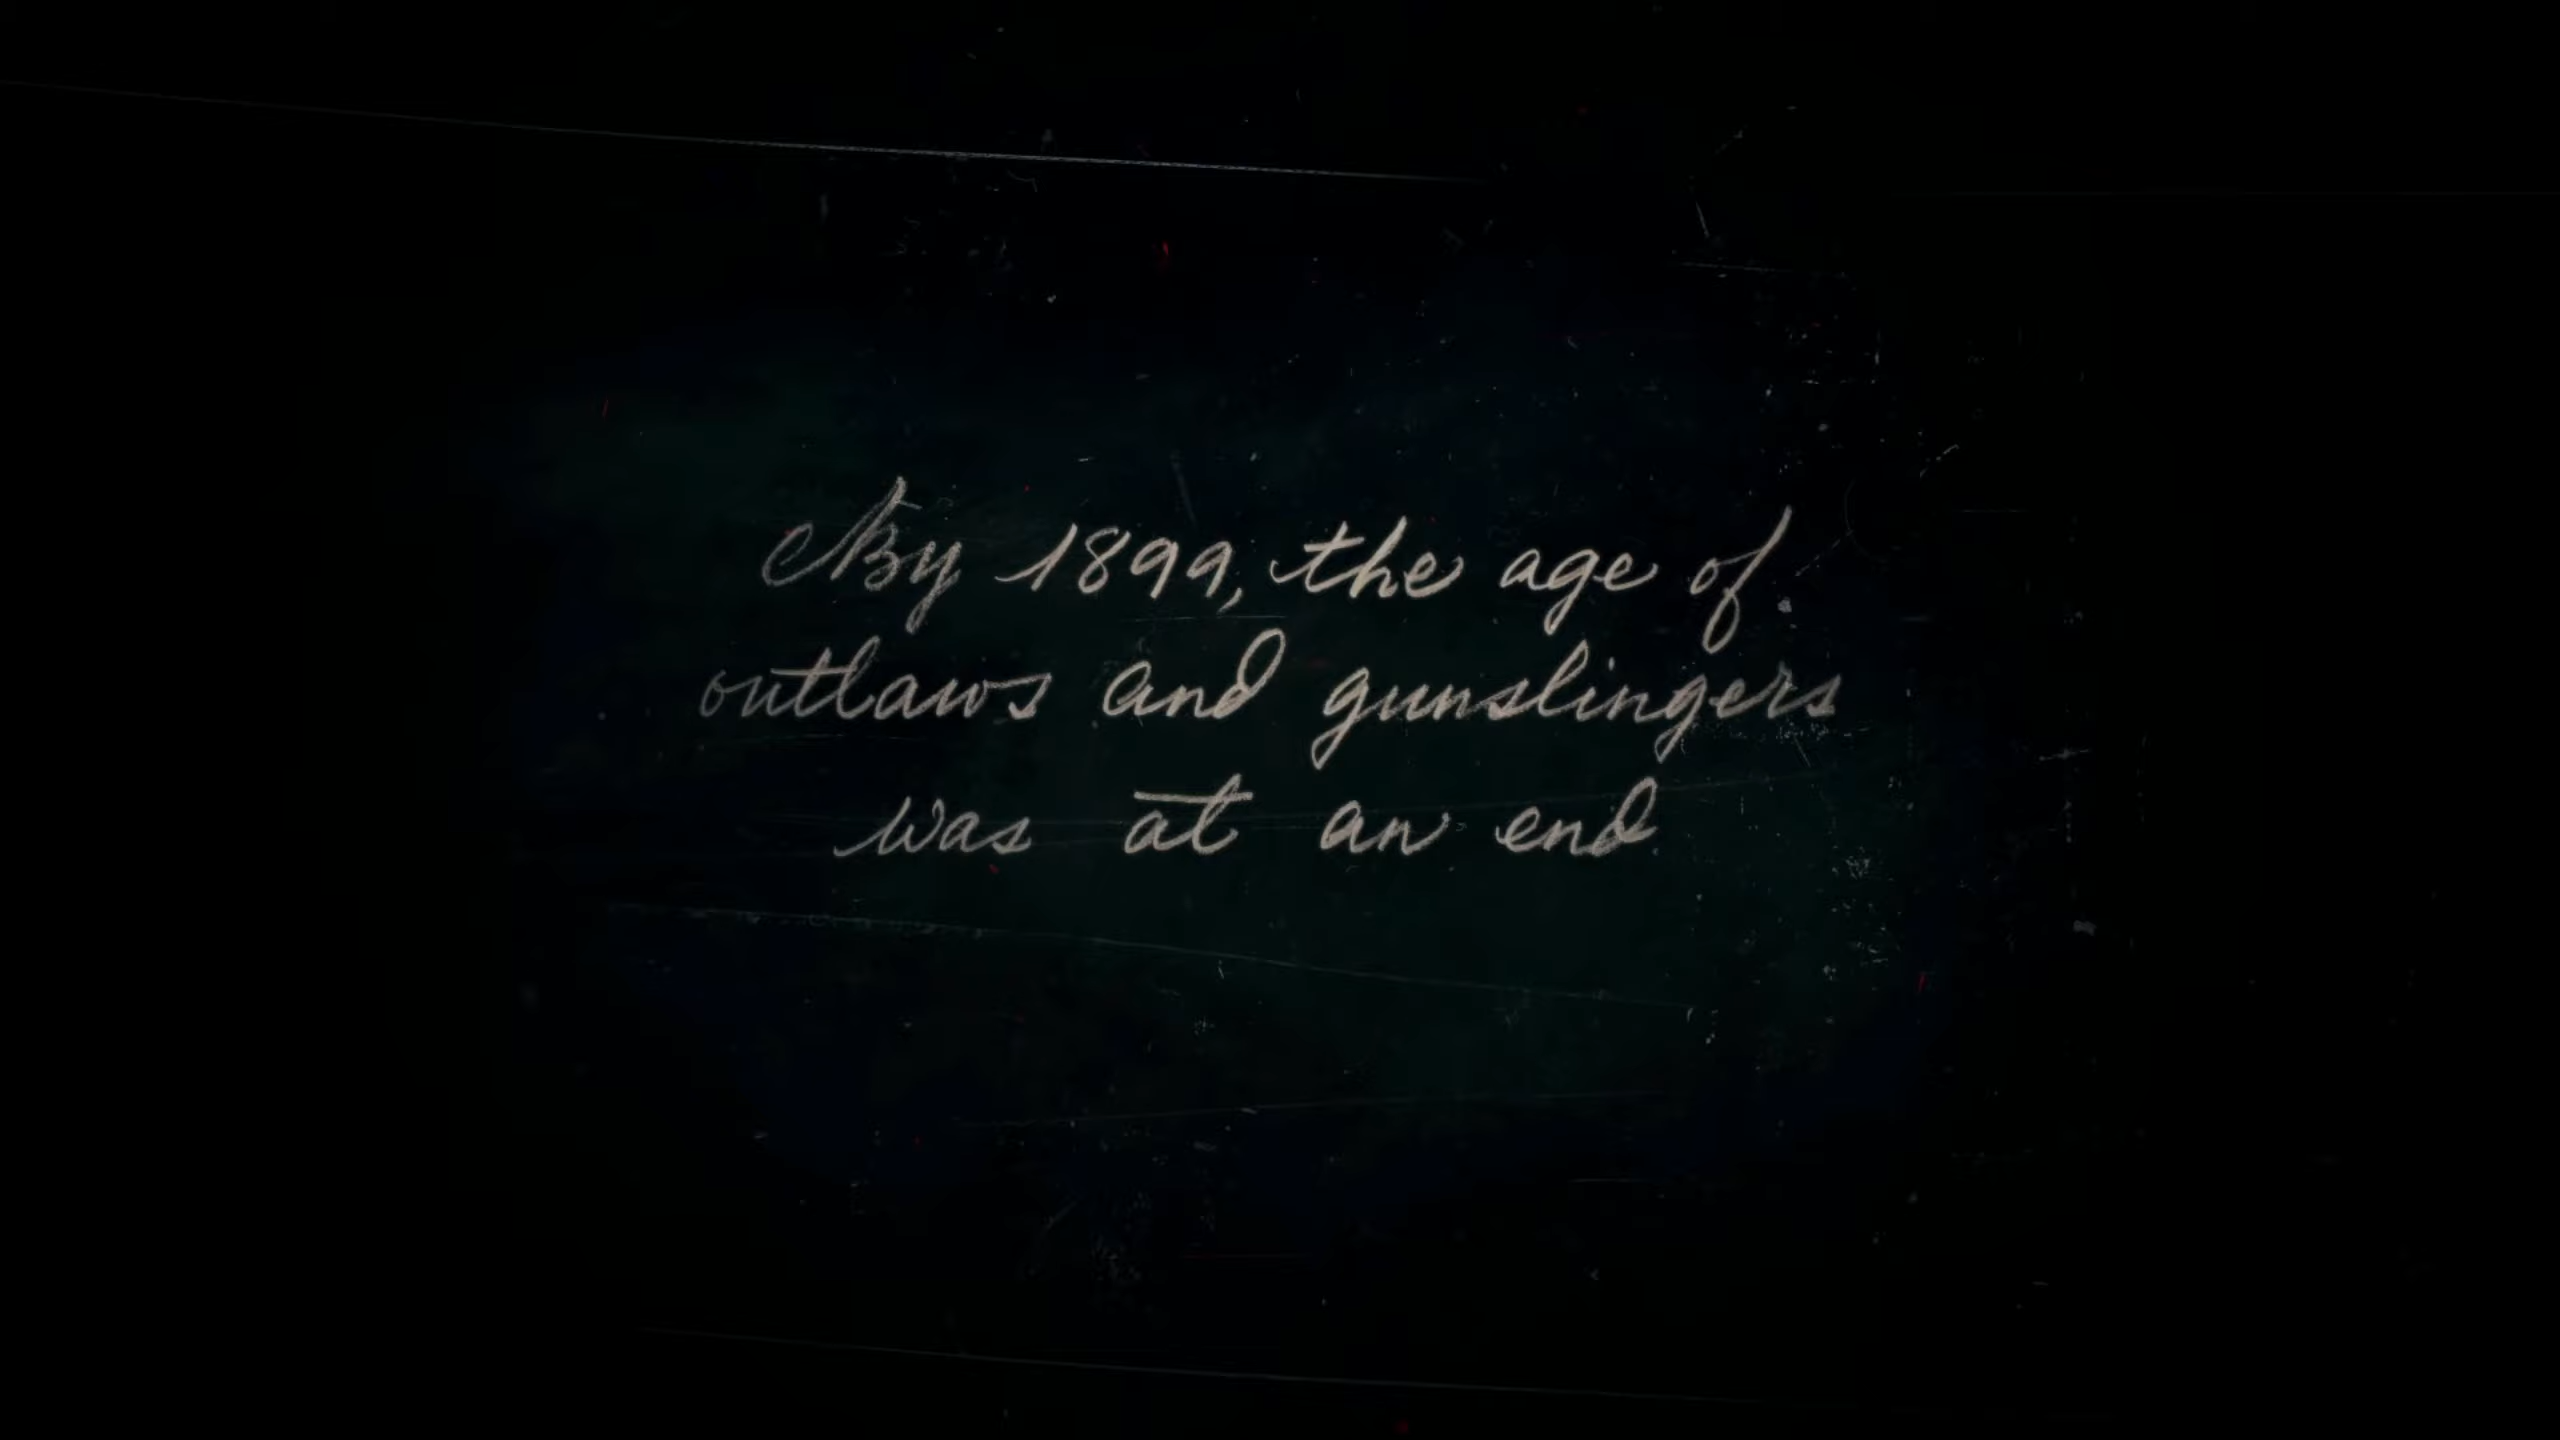 By 1899, the age of
outlaws and gunslingers
was at an end